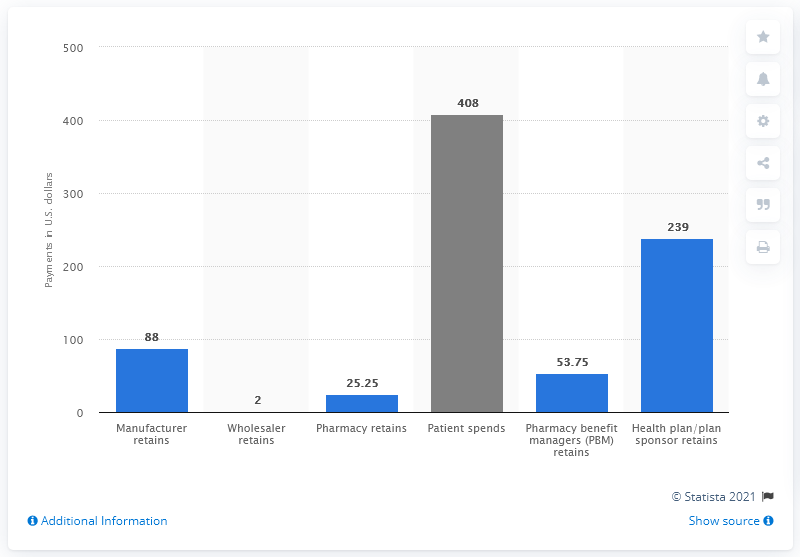 Payments in U.S. dollars
500
400
300
200
100
0
88
2
25.25
408
53.75
239
Manufacturer
retains
Wholesaler
retains
Pharmacy retains
Patient spends
Pharmacy benefit
managers (PBM)
retains
Health plan/plan
sponsor retains
© Statista 2021
Additional Information
Show source